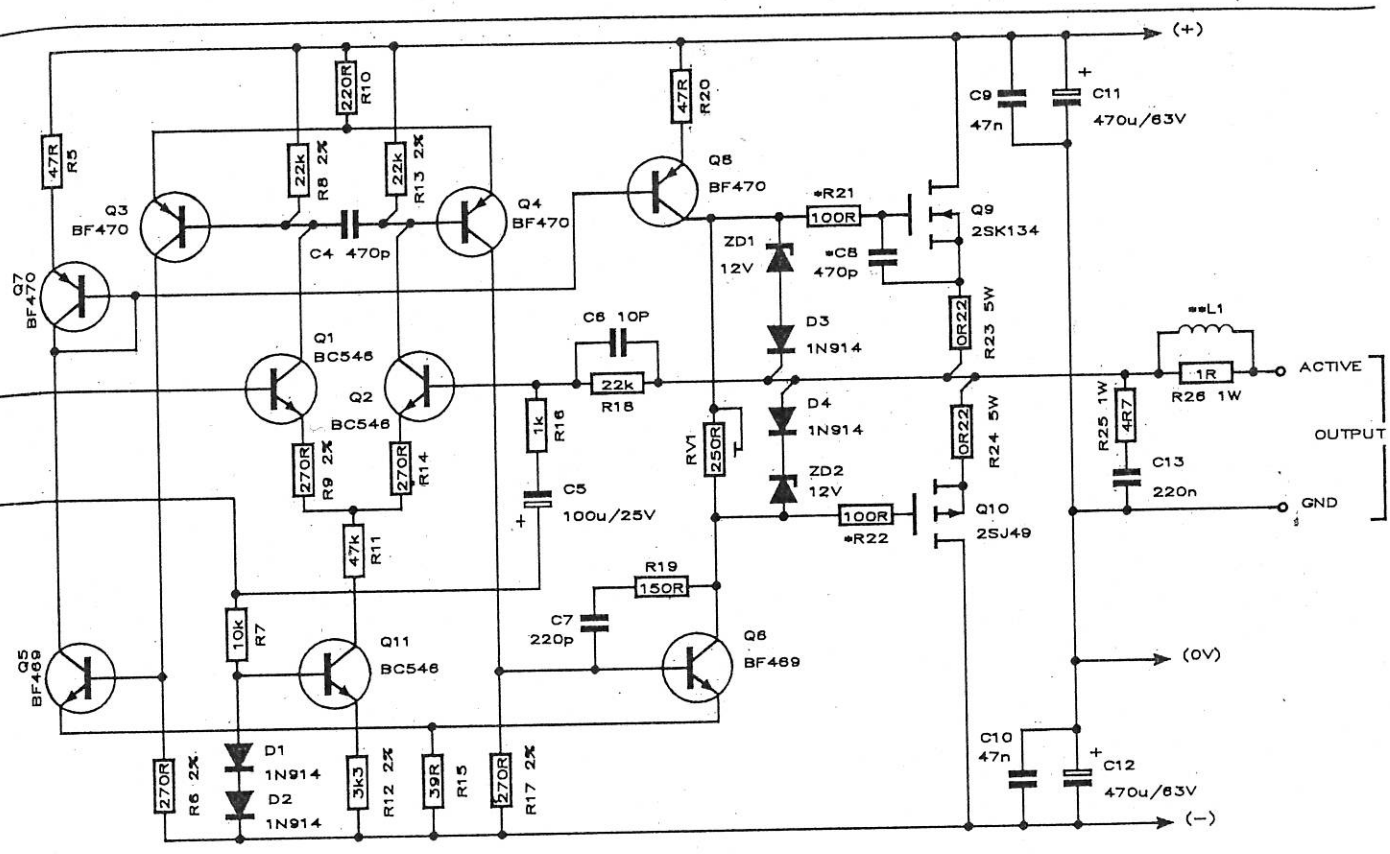 (+)
47R R5
220R R10
22k R8 2%
22k R13 2%
47R R20
C9
47n
+
C11
470u/63V
Q3
BF470
Q4
BF470
C4 470p
Q8
BF470
*R21
100R
Q9
2SK134
*C8
470p
ZD1
12V
Q7
BF470
0R22
R23 5W
Q1
BC546
Q2
BC546
C6 10P
22k
R18
D3
1N914
**L1
1R
R26 1W
ACTIVE
OUTPUT
GND
270R
R9 2%
270R
R14
1k
R16
C5
100u/25V
+
RV1
250R
D4
1N914
ZD2
12V
0R22
R24 5W
R25 1W
4R7
C13
220n
100R
*R22
Q10
2SJ49
47k
R11
10k
R7
Q11
BC546
R19
150R
C7
220p
Q6
BF469
Q5
BF469
(0V)
270R
R6 2%
D1
1N914
D2
1N914
3k3
R12 2%
39R
R15
270R
R17 2%
C10
47n
+
C12
470u/63V
(-)